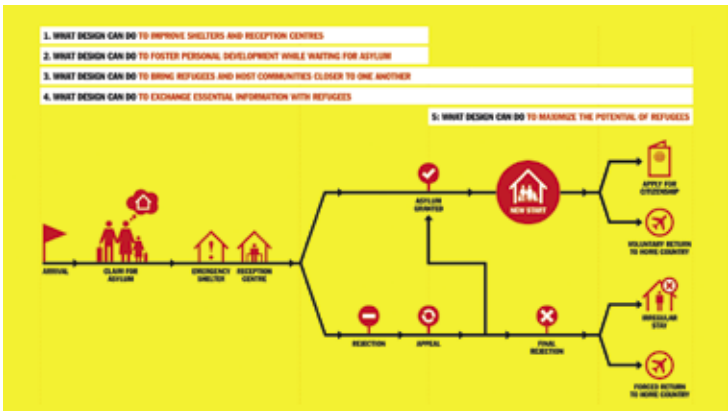 1. WHAT DESIGN CAN DO TO IMPROVE SHELTERS AND RECEPTION CENTRES
2. WHAT DESIGN CAN DO TO FOSTER PERSONAL DEVELOPMENT WHILE WAITING FOR ASYLUM
3. WHAT DESIGN CAN DO TO BRING REFUGEES AND HOST COMMUNITIES CLOSER TO ONE ANOTHER
4. WHAT DESIGN CAN DO TO EXCHANGE ESSENTIAL INFORMATION WITH REFUGEES
5: WHAT DESIGN CAN DO TO MAXIMIZE THE POTENTIAL OF REFUGEES
ARRIVAL
CLAIM FOR
ASYLUM
EMERGENCY
SHELTER
RECEPTION
CENTRE
ASYLUM
GRANTED
NEW START
APPLY FOR
CITIZENSHIP
VOLUNTARY RETURN
TO HOME COUNTRY
REJECTION
APPEAL
FINAL
REJECTION
IRREGULAR
STAY
FORCED RETURN
TO HOME COUNTRY